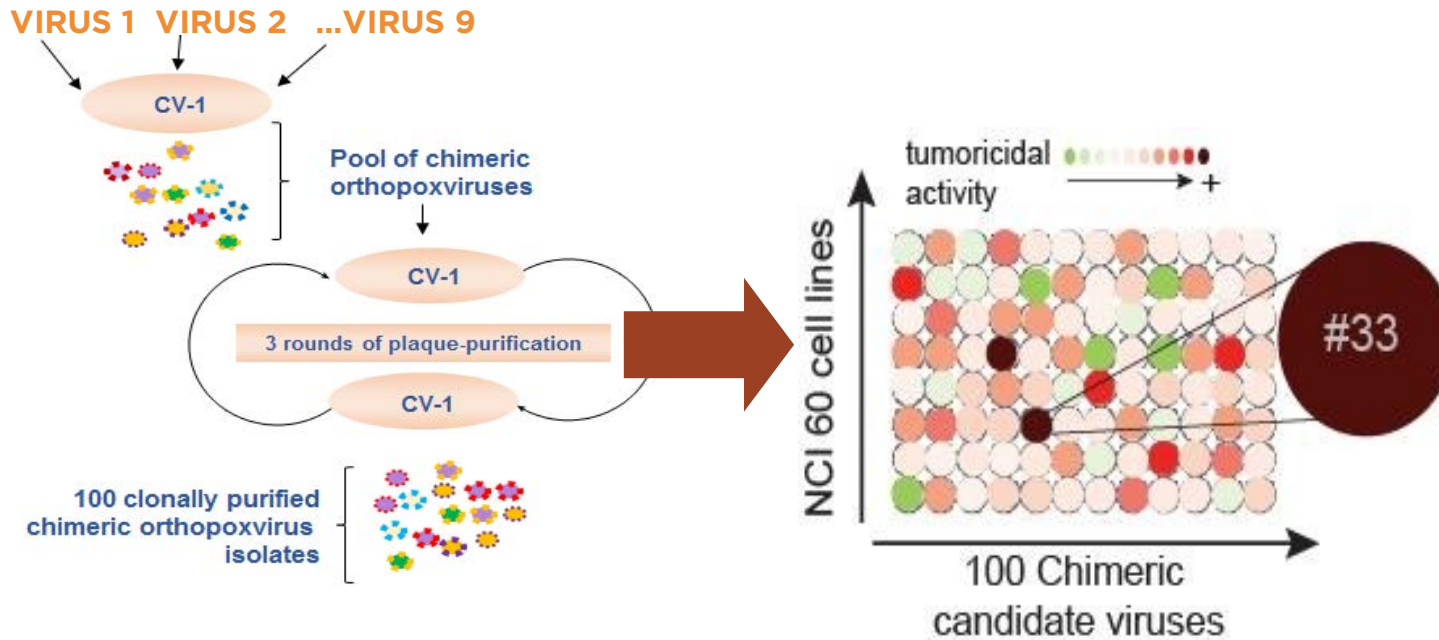 VIRUS 1 VIRUS 2 ...VIRUS 9
CV-1
Pool of chimeric
orthopoxviruses
CV-1
3 rounds of plaque-purification
CV-1
100 clonally purified
chimeric orthopoxvirus
isolates
tumoricidal
activity
+
NCI 60 cell lines
#33
100 Chimeric
candidate viruses